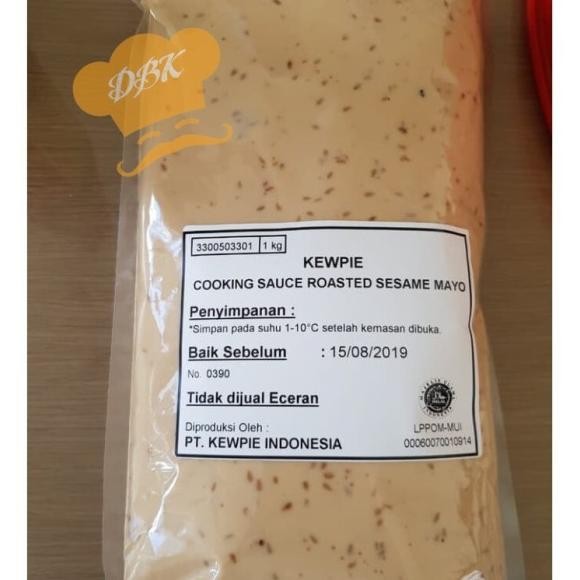 DBK
3300503301 1 kg
KEWPIE
COOKING SAUCE ROASTED SESAME MAYO
Penyimpanan :
*Simpan pada suhu 1-10°C setelah kemasan dibuka.
Baik Sebelum : 15/08/2019
No. 0390
Tidak dijual Eceran
Diproduksi Oleh :
PT. KEWPIE INDONESIA
LPPOM-MUI
00060070010914